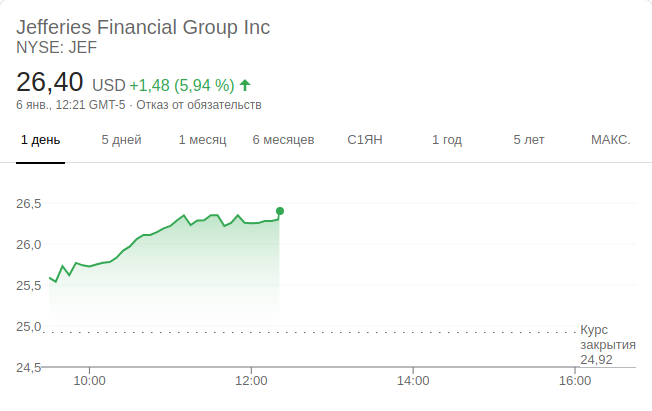 Jefferies Financial Group Inc
NYSE: JEF
26,40 USD +1,48 (5,94 %)
6 янв., 12:21 GMT-5 · Отказ от обязательств
1 день 5 дней 1 месяц 6 месяцев С1ЯН 1 год 5 лет МАКС.
26,5
26,0
25,5
25,0
Курс
закрытия
24,92
24,5
10:00 12:00 14:00 16:00